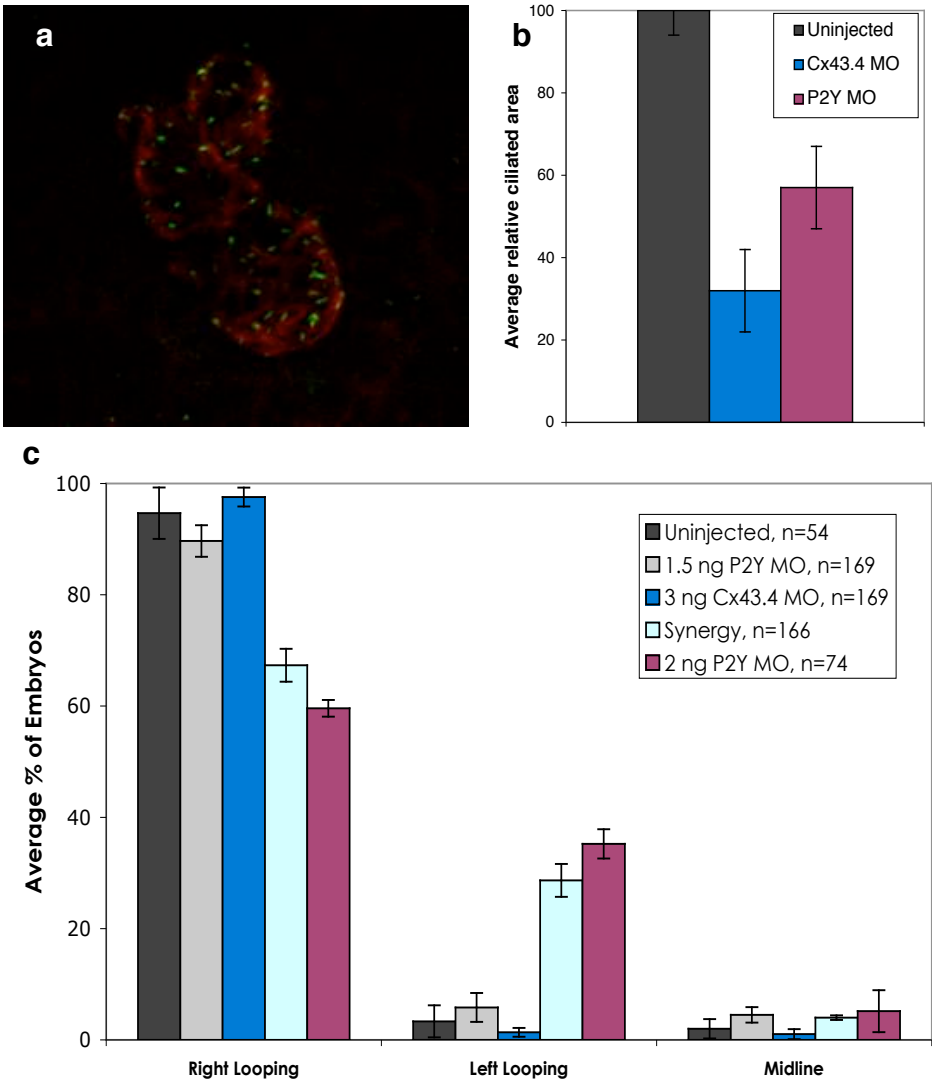 a
b
Average relative ciliated area
100
80
60
40
20
0
Uninjected
Cx43.4 MO
P2Y MO
c
Average % of Embryos
100
80
60
40
20
0
Uninjected, n=54
1.5 ng P2Y MO, n=169
3 ng Cx43.4 MO, n=169
Synergy, n=166
2 ng P2Y MO, n=74
Right Looping
Left Looping
Midline